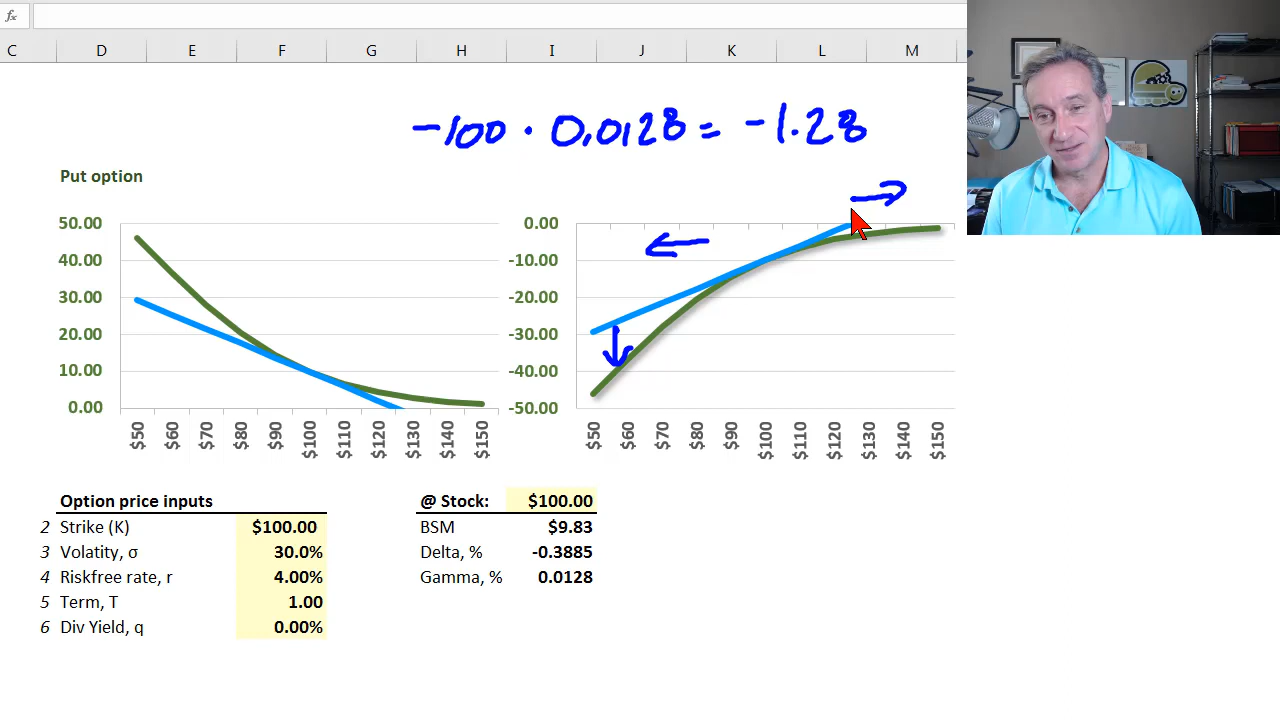 fx
C D E F G H I J K L M
-100 · 0.0128 = -1.28
Put option
50.00
40.00
30.00
20.00
10.00
0.00
$50 $60 $70 $80 $90 $100 $110 $120 $130 $140 $150
0.00
-10.00
-20.00
-30.00
-40.00
-50.00
$50 $60 $70 $80 $90 $100 $110 $120 $130 $140 $150
Option price inputs
2 Strike (K) $100.00
3 Volatity, σ 30.0%
4 Riskfree rate, r 4.00%
5 Term, T 1.00
6 Div Yield, q 0.00%
@ Stock: $100.00
BSM $9.83
Delta, % -0.3885
Gamma, % 0.0128